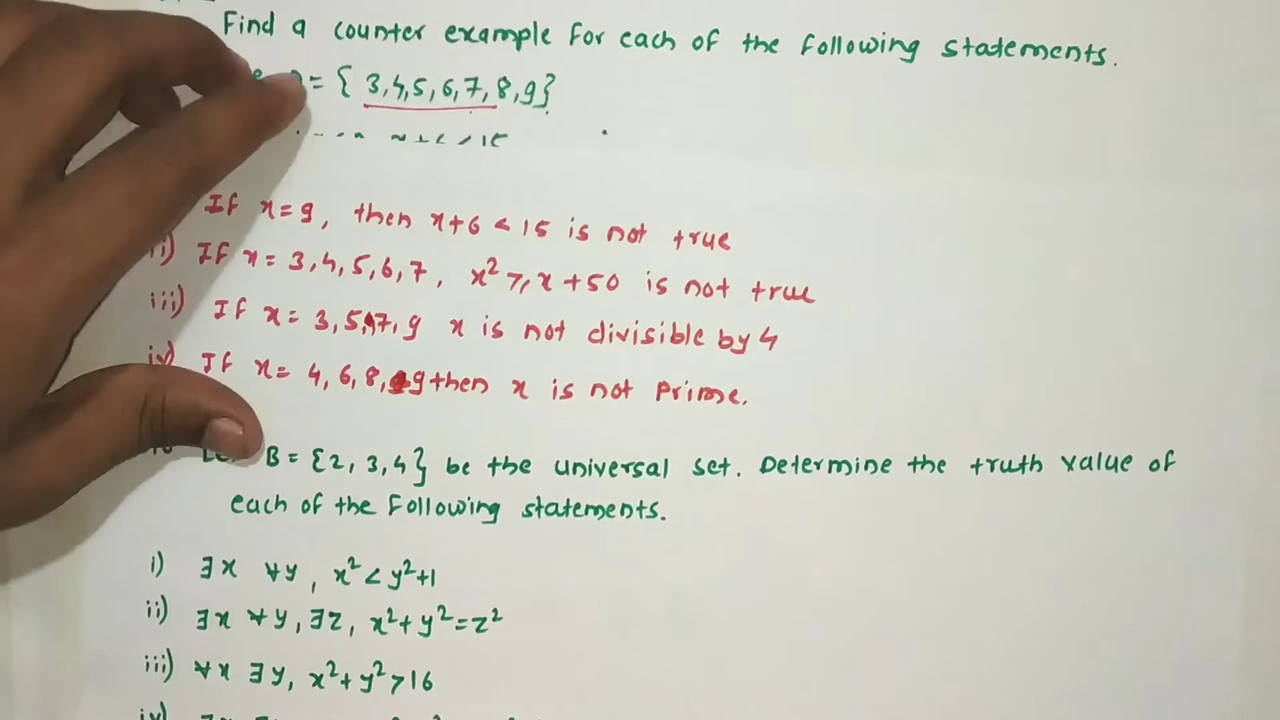 Find a counter example for each of the following statements.
= { 3,4,5,6,7,8,9}
If x=9, then x+6 < 15 is not true
ii) If x= 3,4,5,6,7, x² ≥ x+50 is not true
iii) If x= 3,5,7,9 x is not divisible by 4
iv) If x= 4,6,8,9 then x is not Prime.
B = {2, 3,4} be the universal set. Determine the truth value of
each of the following statements.
i) ∃x ∀y, x² < y²+1
ii) ∃x ∀y, ∃z, x²+y²=z²
iii) ∀x ∃y, x²+y²>16
iv)